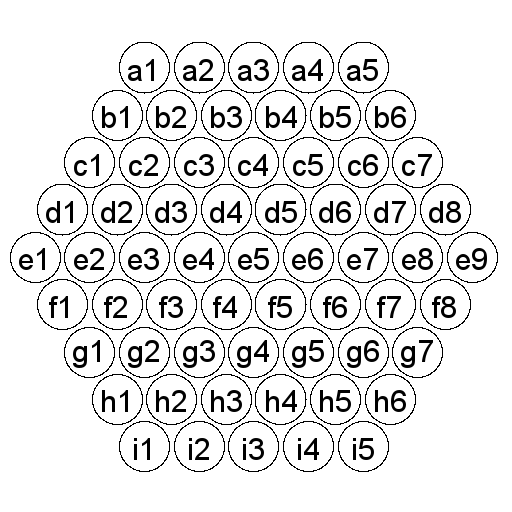 a1 a2 a3 a4 a5
b1 b2 b3 b4 b5 b6
c1 c2 c3 c4 c5 c6 c7
d1 d2 d3 d4 d5 d6 d7 d8
e1 e2 e3 e4 e5 e6 e7 e8 e9
f1 f2 f3 f4 f5 f6 f7 f8
g1 g2 g3 g4 g5 g6 g7
h1 h2 h3 h4 h5 h6
i1 i2 i3 i4 i5